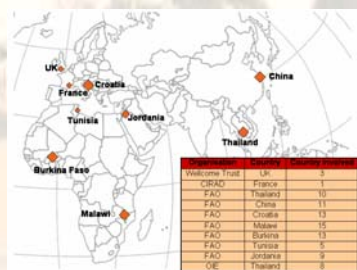 UK
Croatia
France
China
Tunisia
Jordania
Thailand
Burkina Faso
Malawi
Organisation Country Country Involved
Wellcome Trust UK 3
CIRAD France 1
FAO Thailand 10
FAO China 11
FAO Croatia 13
FAO Malawi 15
FAO Burkina 13
FAO Tunisia 5
FAO Jordania 9
OIE Thailand 8